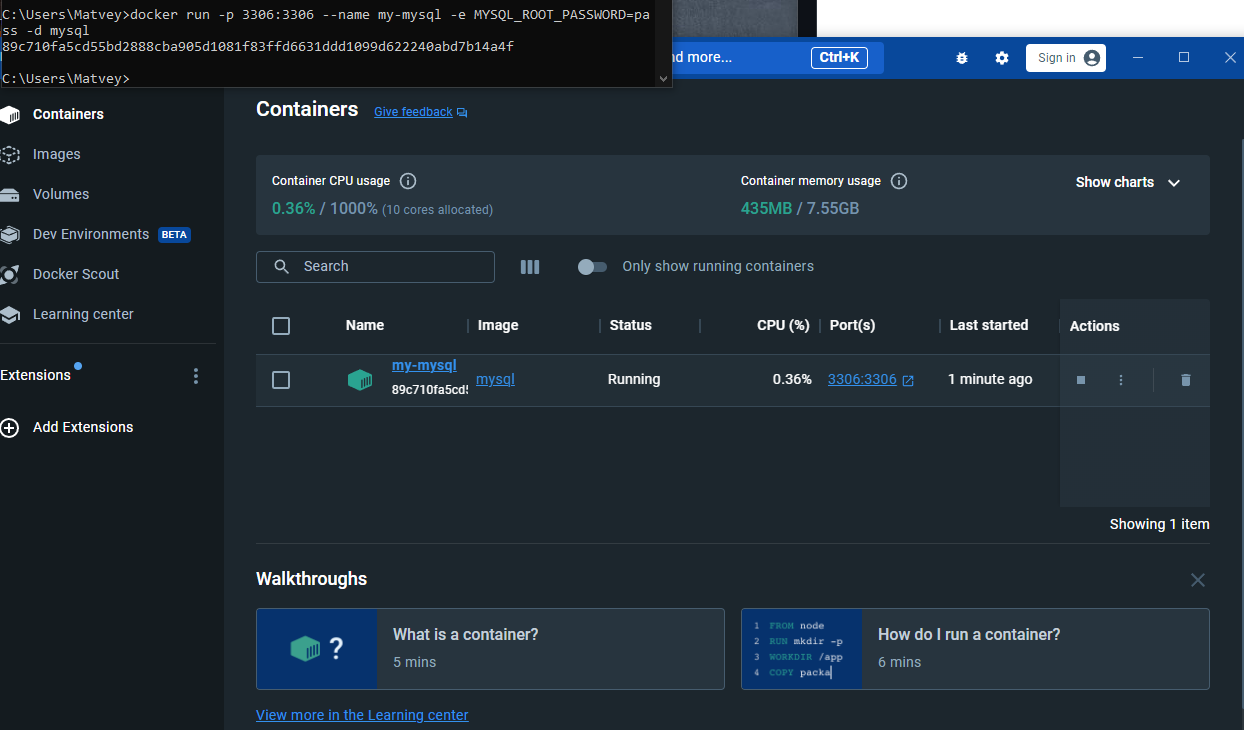 C:\Users\Matvey>docker run -p 3306:3306 --name my-mysql -e MYSQL_ROOT_PASSWORD=pa
ss -d mysql
89c710fa5cd55bd2888cba905d1081f83ffd6631ddd1099d622240abd7b14a4f
C:\Users\Matvey>
nd more...
Ctrl+K
Sign in
Containers
Images
Volumes
Dev Environments BETA
Docker Scout
Learning center
Extensions
Add Extensions
Containers Give feedback
Container CPU usage
0.36% / 1000% (10 cores allocated)
Container memory usage
435MB / 7.55GB
Show charts
Search
Only show running containers
Name Image Status CPU (%) Port(s) Last started Actions
my-mysql
89c710fa5cd5
mysql Running 0.36% 3306:3306 1 minute ago
Showing 1 item
Walkthroughs
?
What is a container?
5 mins
1 FROM node
2 RUN mkdir -p
3 WORKDIR /app
4 COPY packa
How do I run a container?
6 mins
View more in the Learning center